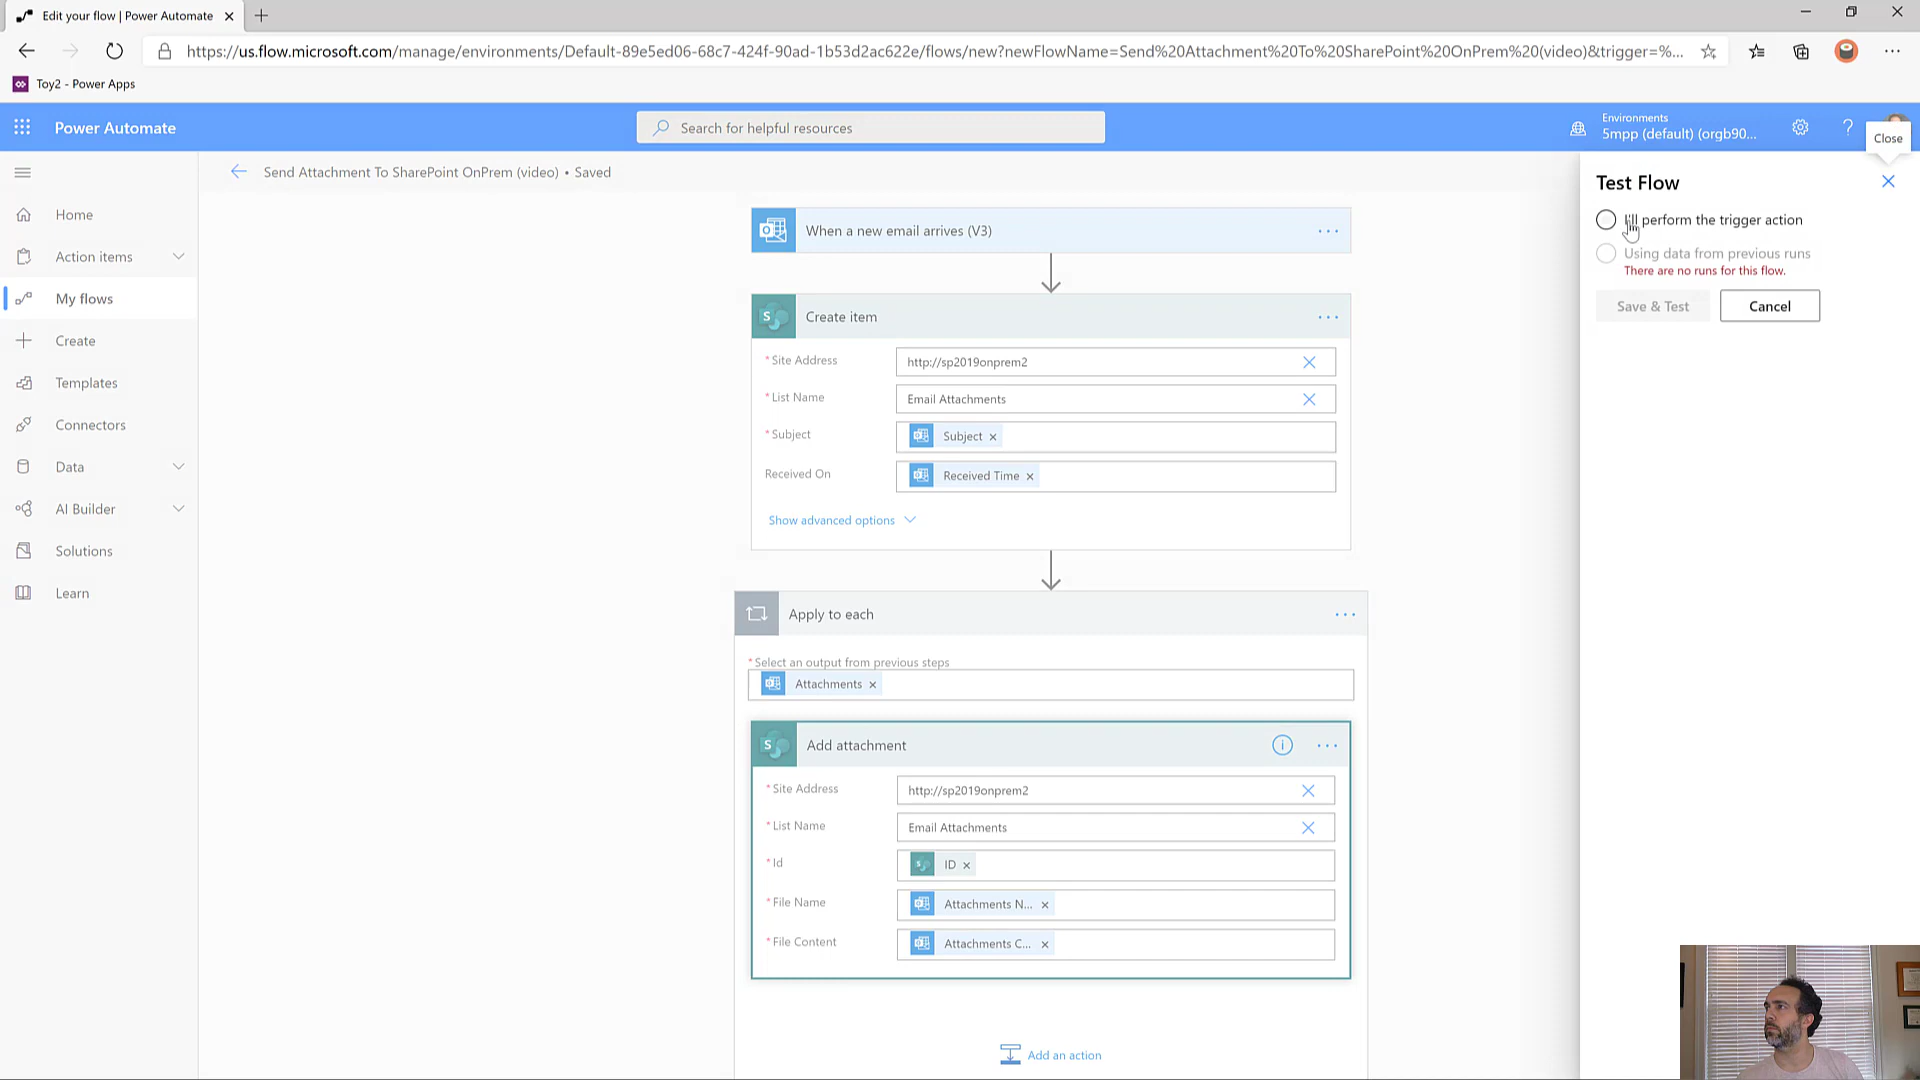 Edit your flow | Power Automate
https://us.flow.microsoft.com/manage/environments/Default-89e5ed06-68c7-424f-90ad-1b53d2ac622e/flows/new?newFlowName=Send%20Attachment%20To%20SharePoint%20OnPrem%20(video)&trigger=%...
Toy2 - Power Apps
Power Automate
Search for helpful resources
Environments
5mpp (default) (orgb90...
?
Close
Send Attachment To SharePoint OnPrem (video) • Saved
Home
Action items
My flows
Create
Templates
Connectors
Data
AI Builder
Solutions
Learn
When a new email arrives (V3)
Create item
* Site Address
http://sp2019onprem2
* List Name
Email Attachments
* Subject
Subject
Received On
Received Time
Show advanced options
Apply to each
* Select an output from previous steps
Attachments
Add attachment
* Site Address
http://sp2019onprem2
* List Name
Email Attachments
* Id
ID
* File Name
Attachments N...
* File Content
Attachments C...
Add an action
Test Flow
I'll perform the trigger action
Using data from previous runs
There are no runs for this flow.
Save & Test
Cancel